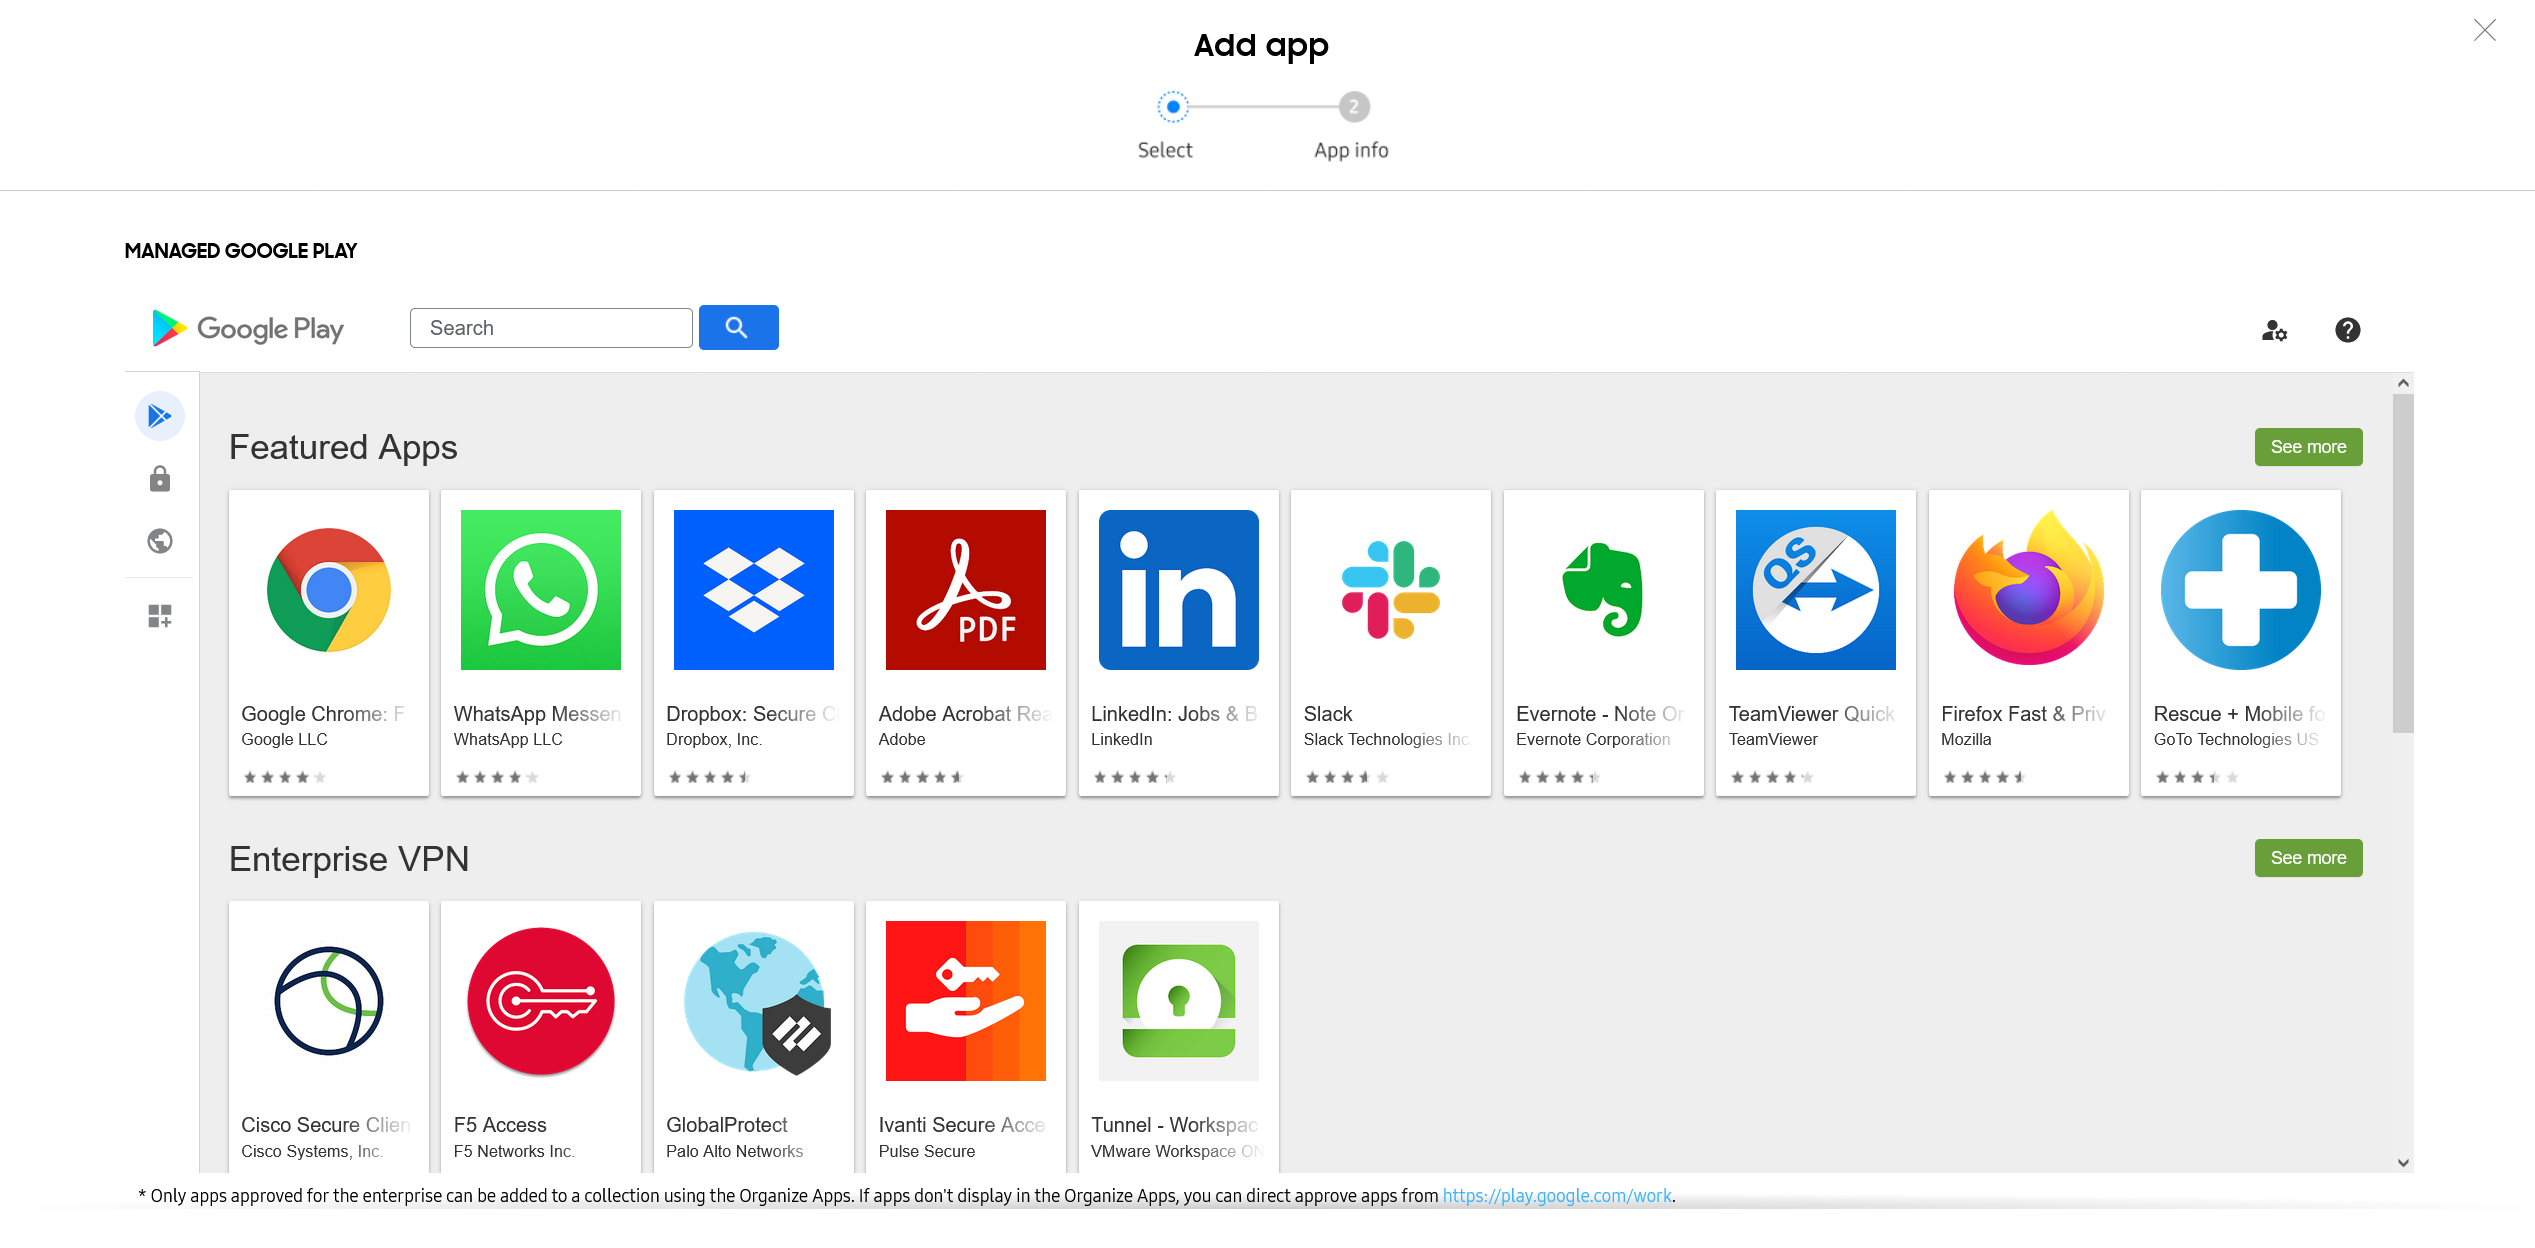 Add app
2
Select
App info
MANAGED GOOGLE PLAY
Google Play
Search
Featured Apps
See more
PDF
in
QS
Google Chrome: F
WhatsApp Messen
Dropbox: Secure C
Adobe Acrobat Rea
LinkedIn: Jobs & B
Slack
Evernote - Note Or
TeamViewer Quick
Firefox Fast & Priv
Rescue + Mobile fo
Google LLC
WhatsApp LLC
Dropbox, Inc.
Adobe
LinkedIn
Slack Technologies Inc.
Evernote Corporation
TeamViewer
Mozilla
GoTo Technologies US
Enterprise VPN
See more
Cisco Secure Clien
F5 Access
GlobalProtect
Ivanti Secure Acce
Tunnel - Workspac
Cisco Systems, Inc.
F5 Networks Inc.
Palo Alto Networks
Pulse Secure
VMware Workspace ON
* Only apps approved for the enterprise can be added to a collection using the Organize Apps. If apps don't display in the Organize Apps, you can direct approve apps from https://play.google.com/work.